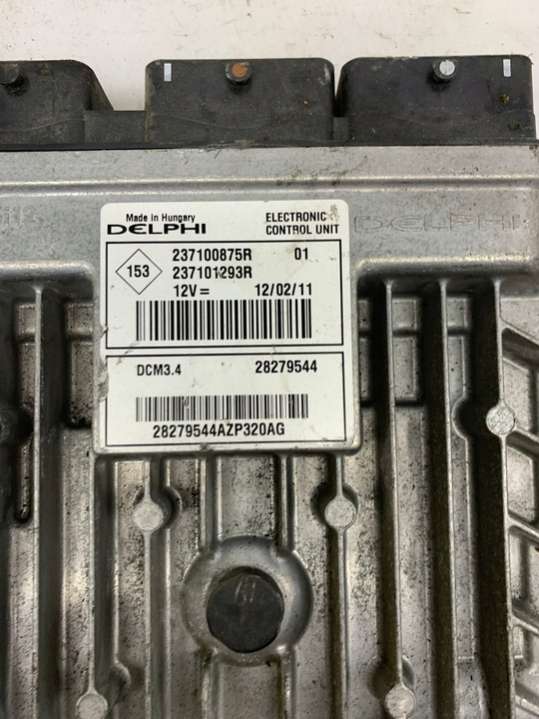 Made in Hungary
DELPHI
ELECTRONIC
CONTROL UNIT
153
237100875R 01
237101293R
12V= 12/02/11
DCM3.4 28279544
28279544AZP320AG
DELPHI